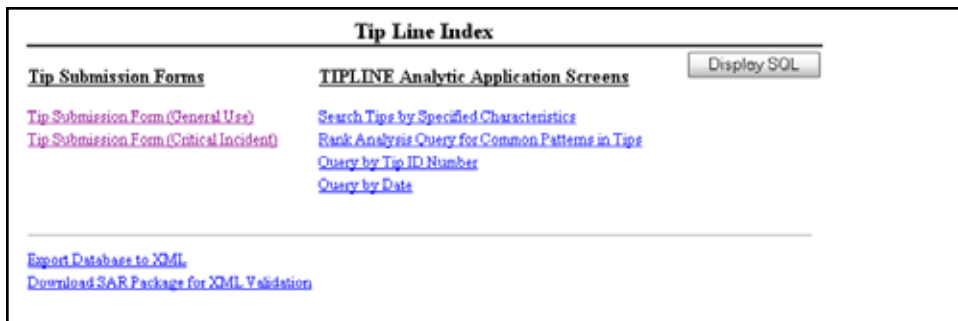 Tip Line Index
Display SQL
Tip Submission Forms
TIPLINE Analytic Application Screens
Tip Submission Form (General Use)
Tip Submission Form (Critical Incident)
Search Tips by Specified Characteristics
Rank Analysis Query for Common Patterns in Tips
Query by Tip ID Number
Query by Date
Export Database to XML
Download SAR Package for XML Validation